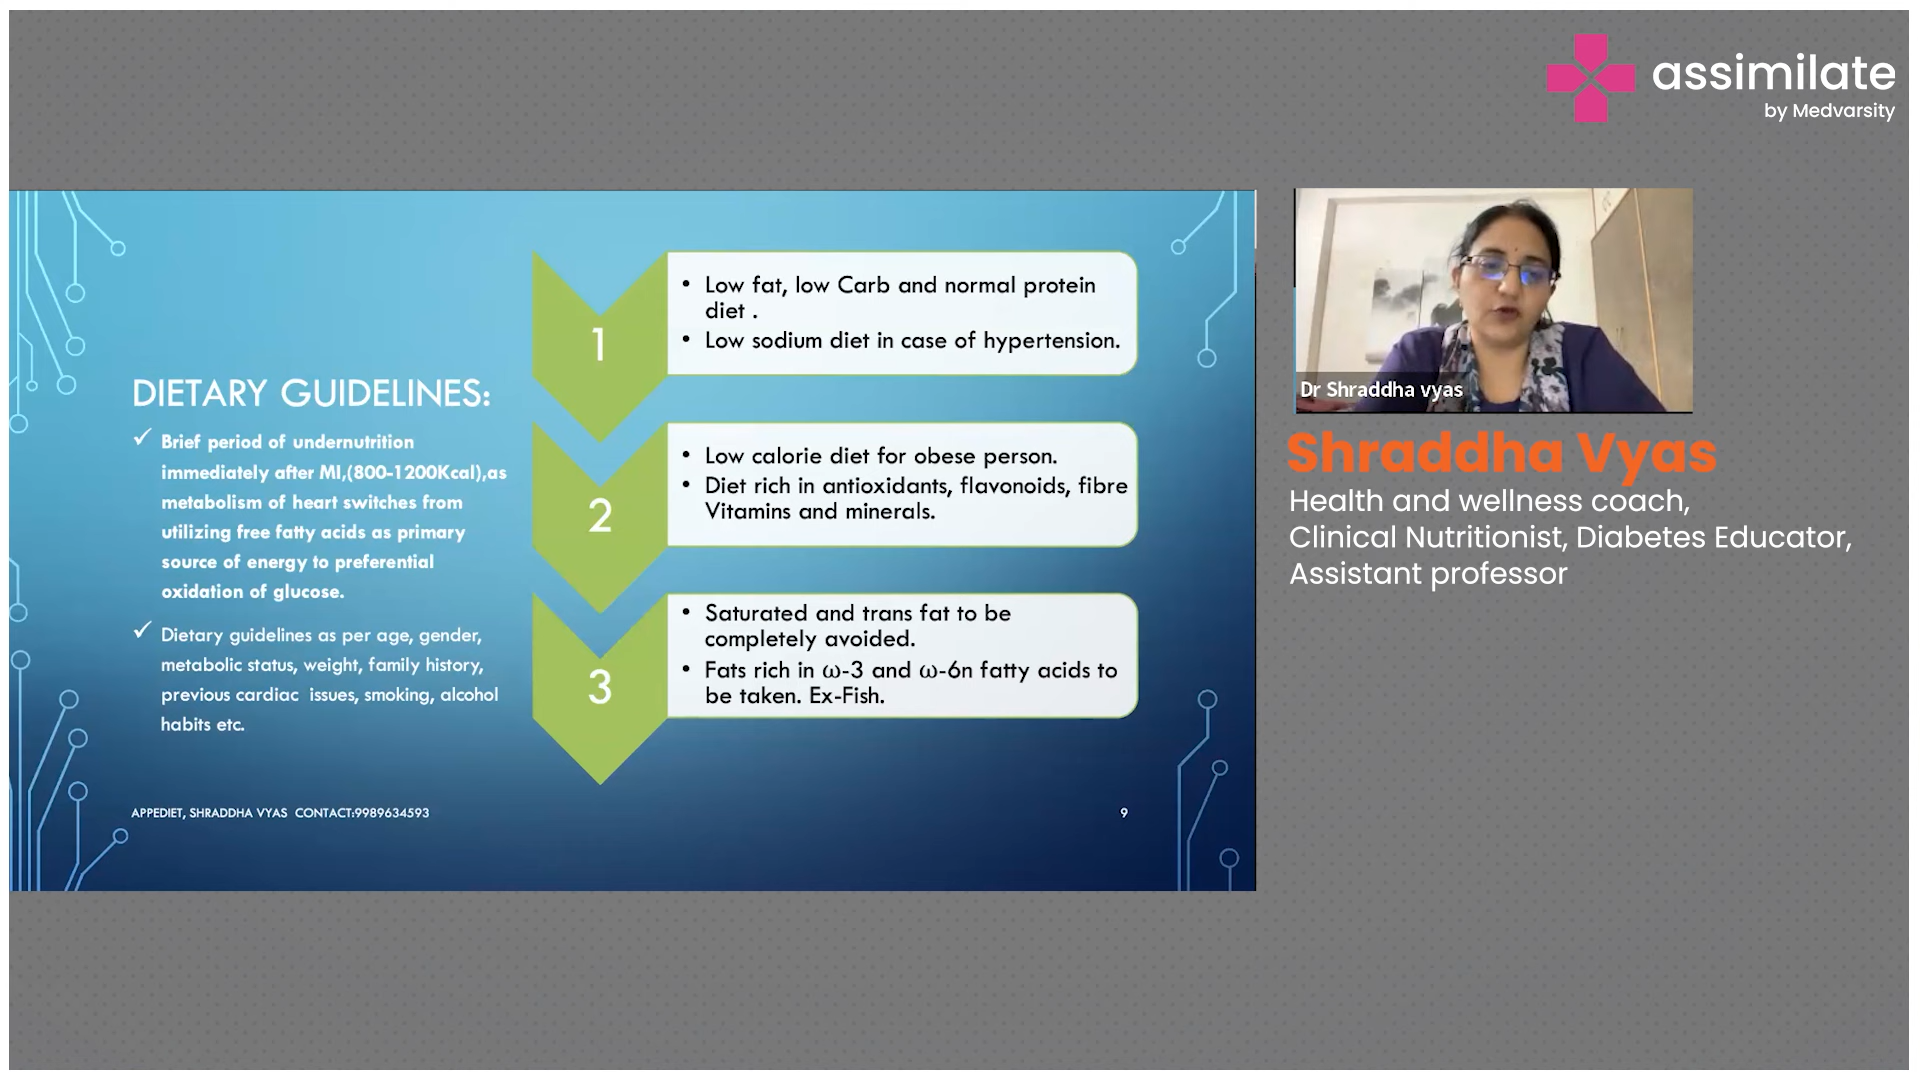 assimilate
by Medvarsity
DIETARY GUIDELINES:
✓ Brief period of undernutrition
immediately after MI,(800-1200Kcal),as
metabolism of heart switches from
utilizing free fatty acids as primary
source of energy to preferential
oxidation of glucose.
✓ Dietary guidelines as per age, gender,
metabolic status, weight, family history,
previous cardiac issues, smoking, alcohol
habits etc.
1
• Low fat, low Carb and normal protein
diet .
• Low sodium diet in case of hypertension.
2
• Low calorie diet for obese person.
• Diet rich in antioxidants, flavonoids, fibre
Vitamins and minerals.
3
• Saturated and trans fat to be
completely avoided.
• Fats rich in ω-3 and ω-6n fatty acids to
be taken. Ex-Fish.
APPEDIET, SHRADDHA VYAS CONTACT:9989634593
9
Dr Shraddha vyas
Shraddha Vyas
Health and wellness coach,
Clinical Nutritionist, Diabetes Educator,
Assistant professor